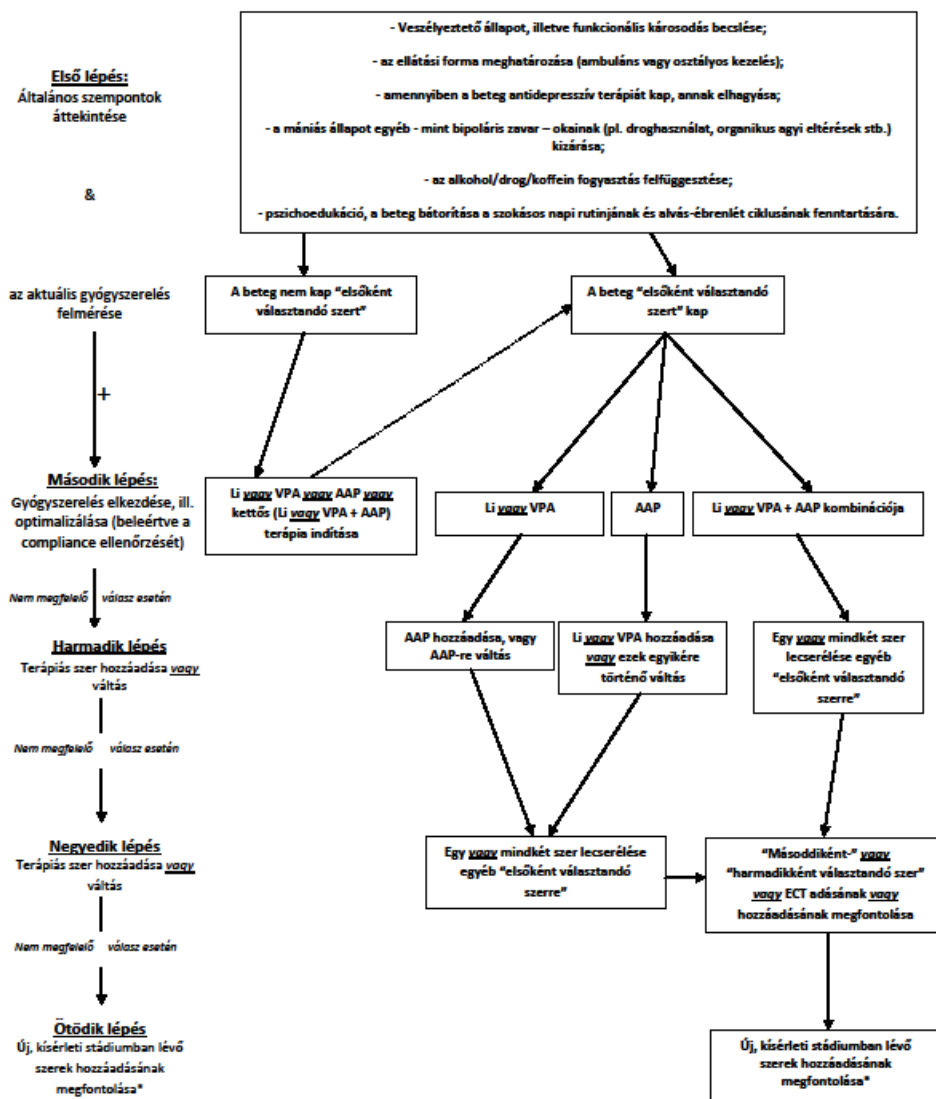 - Veszélyeztető állapot, illetve funkcionális károsodás becslése;
- az ellátási forma meghatározása (ambuláns vagy osztályos kezelés);
- amennyiben a beteg antidepresszív terápiát kap, annak elhagyása;
- a mániás állapot egyéb - mint bipoláris zavar – okainak (pl. droghasználat, organikus agyi eltérések stb.)
kizárása;
- az alkohol/drog/koffein fogyasztás felfüggesztése;
- pszichoedukáció, a beteg bátorítása a szokásos napi rutinjának és alvás-ébrenlét ciklusának fenntartására.
Első lépés:
Általános szempontok
áttekintése
&
az aktuális gyógyszerelés
felmérése
+
A beteg nem kap “elsőként
választandó szert”
A beteg “elsőként választandó
szert” kap
Második lépés:
Gyógyszerelés elkezdése, ill.
optimalizálása (beleértve a
compliance ellenőrzését)
Li vagy VPA vagy AAP vagy
kettős (Li vagy VPA + AAP)
terápia indítása
Li vagy VPA
AAP
Li vagy VPA + AAP kombinációja
Nem megfelelő válasz esetén
Harmadik lépés
Terápiás szer hozzáadása vagy
váltás
AAP hozzáadása, vagy
AAP-re váltás
Li vagy VPA hozzáadása
vagy ezek egyikére
történő váltás
Egy vagy mindkét szer
lecserélése egyéb
“elsőként választandó
szerre”
Nem megfelelő válasz esetén
Negyedik lépés
Terápiás szer hozzáadása vagy
váltás
Egy vagy mindkét szer lecserélése
egyéb “elsőként választandó
szerre”
“Másoddiként-” vagy
“harmadikként választandó szer”
vagy ECT adásának vagy
hozzáadásának megfontolása
Nem megfelelő válasz esetén
Ötödik lépés
Új, kísérleti stádiumban lévő
szerek hozzáadásának
megfontolása*
Új, kísérleti stádiumban lévő
szerek hozzáadásának
megfontolása*